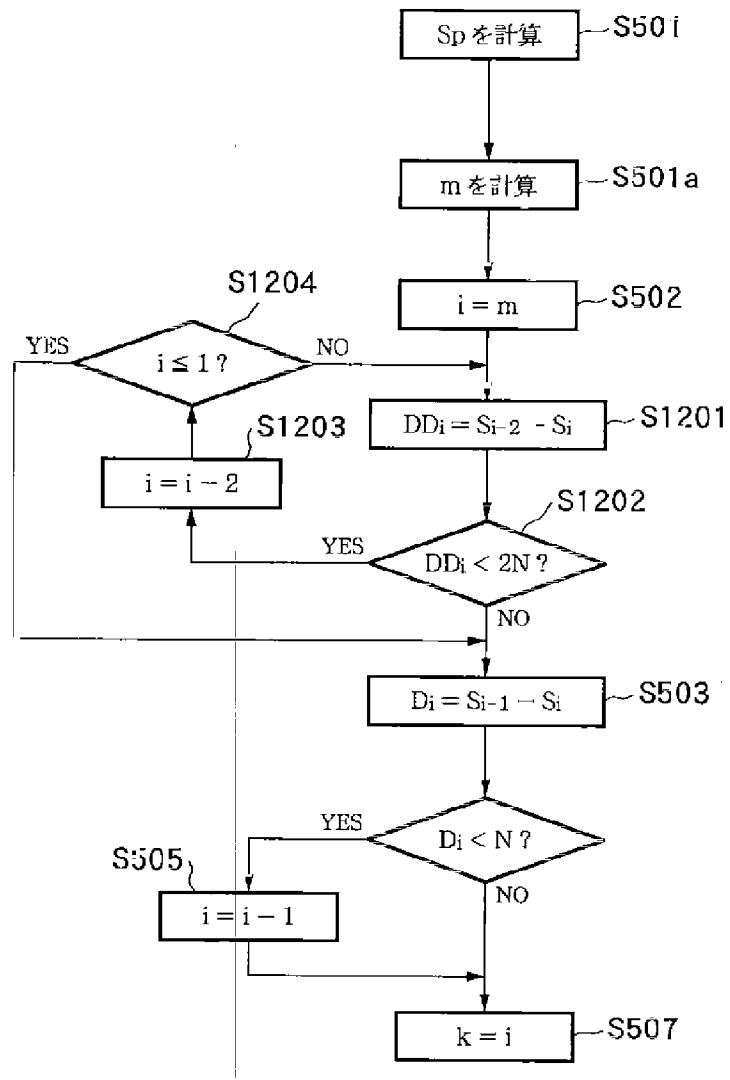 Spを計算
S501
mを計算
S501a
i = m
S502
S1204
YES
i ≦ 1 ?
NO
DDi = Si-2 - Si
S1201
S1203
i = i − 2
S1202
YES
DDi < 2N ?
NO
Di = Si-1 − Si
S503
YES
Di < N ?
S505
NO
i = i − 1
k = i
S507